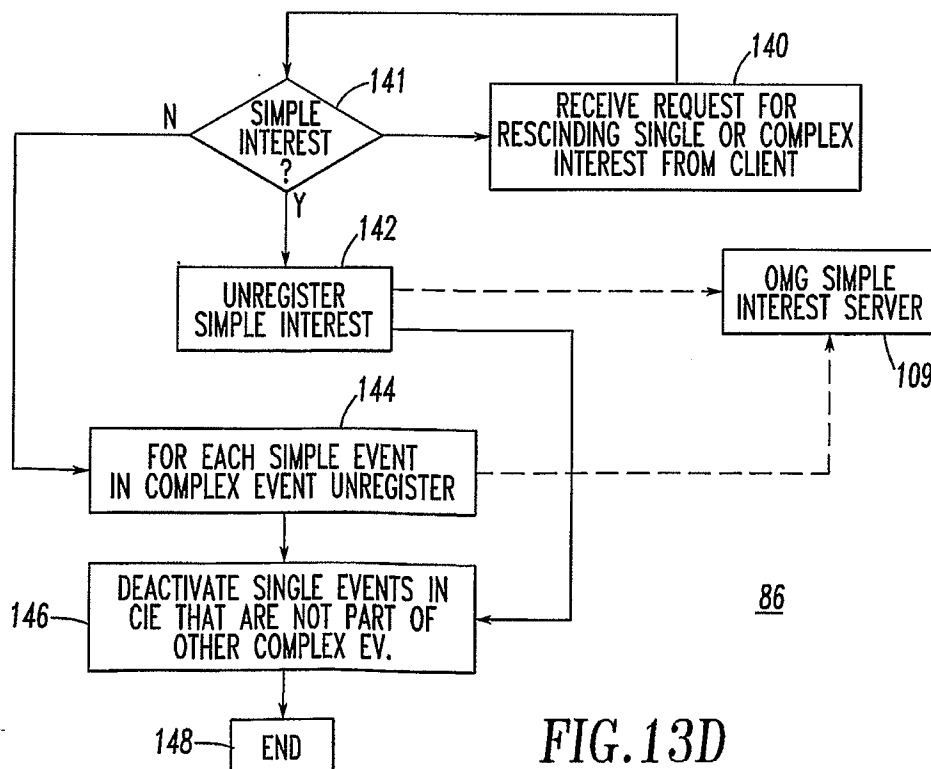 140
141
N
SIMPLE
INTEREST
?
Y
RECEIVE REQUEST FOR
RESCINDING SINGLE OR COMPLEX
INTEREST FROM CLIENT
142
UNREGISTER
SIMPLE INTEREST
OMG SIMPLE
INTEREST SERVER
109
144
FOR EACH SIMPLE EVENT
IN COMPLEX EVENT UNREGISTER
146
DEACTIVATE SINGLE EVENTS IN
CIE THAT ARE NOT PART OF
OTHER COMPLEX EV.
86
148
END
FIG.13D